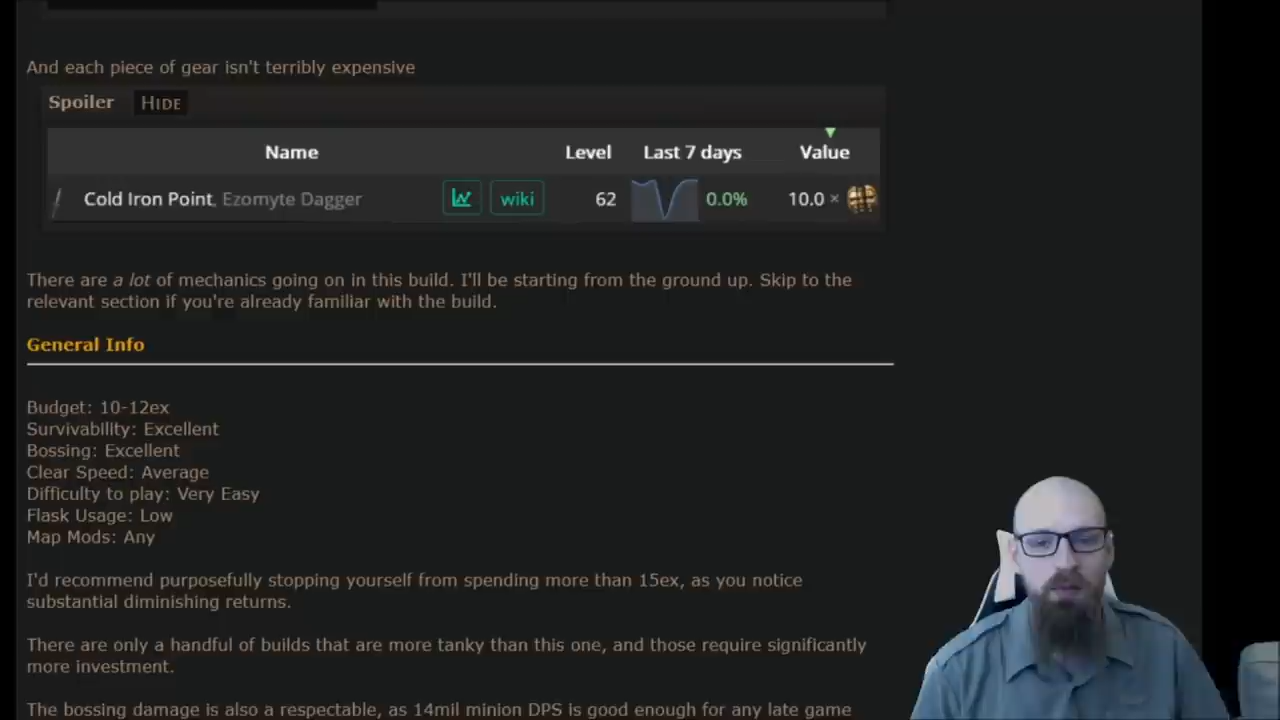 And each piece of gear isn't terribly expensive
Spoiler HIDE
Name Level Last 7 days Value
Cold Iron Point, Ezomyte Dagger wiki 62 0.0% 10.0 ×
There are a lot of mechanics going on in this build. I'll be starting from the ground up. Skip to the
relevant section if you're already familiar with the build.
General Info
Budget: 10-12ex
Survivability: Excellent
Bossing: Excellent
Clear Speed: Average
Difficulty to play: Very Easy
Flask Usage: Low
Map Mods: Any
I'd recommend purposefully stopping yourself from spending more than 15ex, as you notice
substantial diminishing returns.
There are only a handful of builds that are more tanky than this one, and those require significantly
more investment.
The bossing damage is also a respectable, as 14mil minion DPS is good enough for any late game